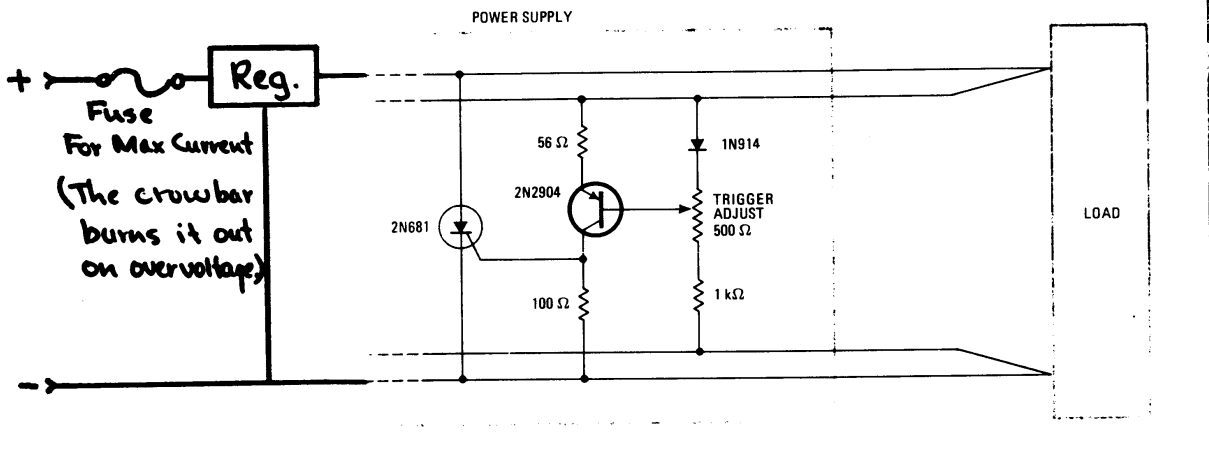 POWER SUPPLY
+
Reg.
Fuse
For Max Current
(The crowbar
burns it out
on overvoltage)
56 Ω
1N914
2N2904
TRIGGER
ADJUST
500 Ω
2N681
LOAD
100 Ω
1 kΩ
-